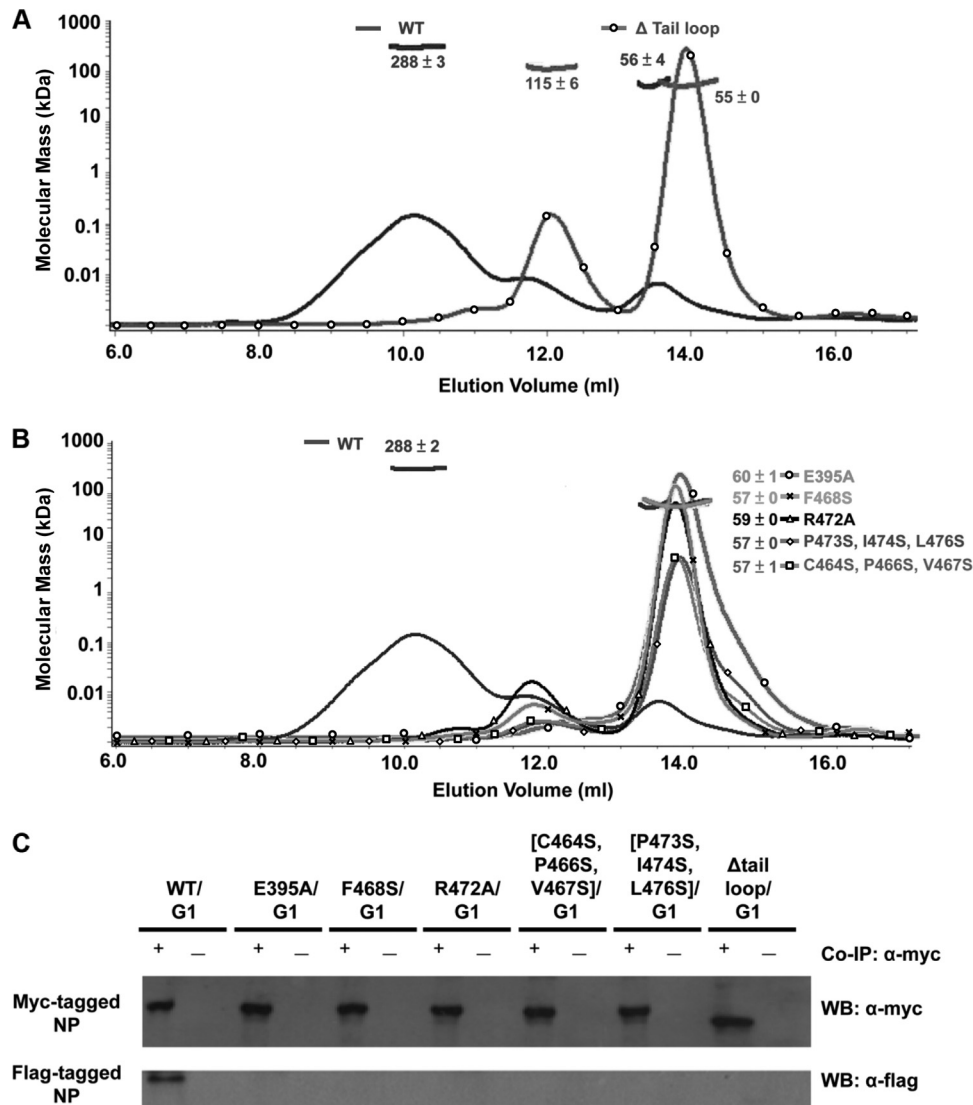 A
WT
Δ Tail loop
288 ± 3
115 ± 6
56 ± 4
55 ± 0
Molecular Mass (kDa)
1000
100
10
1
0.1
0.01
6.0 8.0 10.0 12.0 14.0 16.0
Elution Volume (ml)
B
WT 288 ± 2
60 ± 1 E395A
57 ± 0 F468S
59 ± 0 R472A
57 ± 0 P473S, I474S, L476S
57 ± 1 C464S, P466S, V467S
Molecular Mass (kDa)
1000
100
10
1
0.1
0.01
6.0 8.0 10.0 12.0 14.0 16.0
Elution Volume (ml)
C
WT/
G1
E395A/
G1
F468S/
G1
R472A/
G1
[C464S,
P466S,
V467S]/
G1
[P473S,
I474S,
L476S]/
G1
Δtail
loop/
G1
+ — + — + — + — + — + — + — Co-IP: α-myc
Myc-tagged
NP
WB: α-myc
Flag-tagged
NP
WB: α-flag